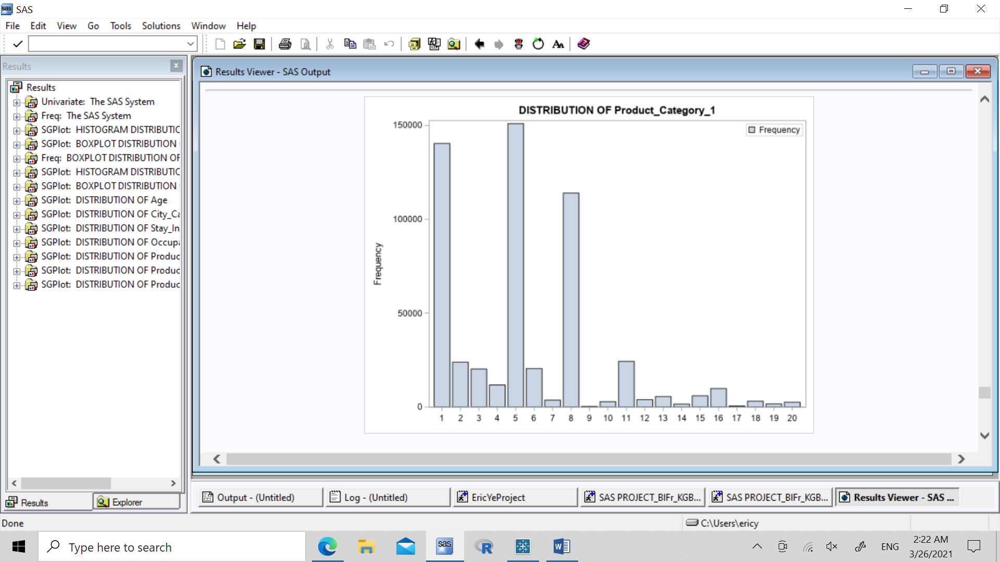 SAS
File Edit View Go Tools Solutions Window Help
Results
Results
Univariate: The SAS System
Freq: The SAS System
SGPlot: HISTOGRAM DISTRIBUTIC
SGPlot: BOXPLOT DISTRIBUTION
Freq: BOXPLOT DISTRIBUTION OF
SGPlot: HISTOGRAM DISTRIBUTIC
SGPlot: BOXPLOT DISTRIBUTION
SGPlot: DISTRIBUTION OF Age
SGPlot: DISTRIBUTION OF City_Ca
SGPlot: DISTRIBUTION OF Stay_In
SGPlot: DISTRIBUTION OF Occupa
SGPlot: DISTRIBUTION OF Produc
SGPlot: DISTRIBUTION OF Produc
SGPlot: DISTRIBUTION OF Produc
Results Explorer
Results Viewer - SAS Output
DISTRIBUTION OF Product_Category_1
Frequency
150000
100000
50000
0
Frequency
1 2 3 4 5 6 7 8 9 10 11 12 13 14 15 16 17 18 19 20
Output - (Untitled) Log - (Untitled) EricYeProject SAS PROJECT_BIFr_KGB... SAS PROJECT_BIFr_KGB... Results Viewer - SAS ...
Done C:\Users\ericy
Type here to search
sas
R
W
ENG
2:22 AM
3/26/2021